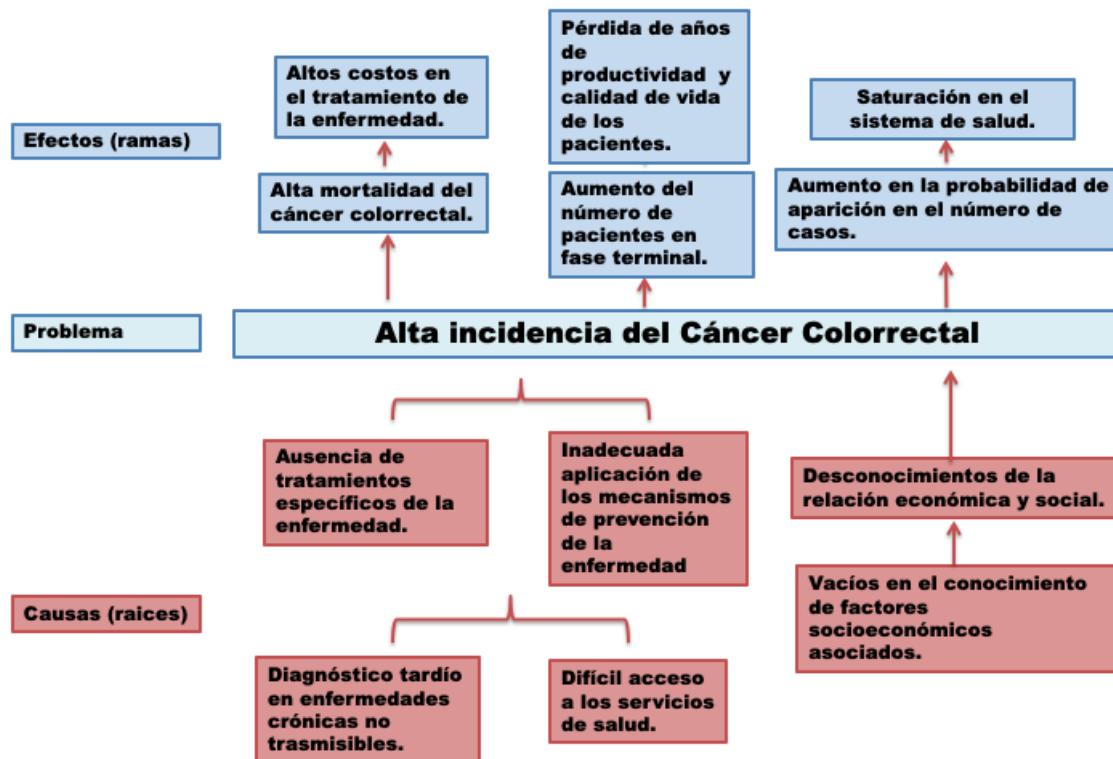 Altos costos en
el tratamiento de
la enfermedad.
Pérdida de años
de
productividad y
calidad de vida
de los
pacientes.
Saturación en el
sistema de salud.
Efectos (ramas)
Alta mortalidad del
cáncer colorrectal.
Aumento del
número de
pacientes en
fase terminal.
Aumento en la probabilidad de
aparición en el número de
casos.
Problema
Alta incidencia del Cáncer Colorrectal
Ausencia de
tratamientos
específicos de la
enfermedad.
Inadecuada
aplicación de
los mecanismos
de prevención
de la
enfermedad
Desconocimientos de la
relación económica y social.
Causas (raices)
Vacíos en el conocimiento
de factores
socioeconómicos
asociados.
Diagnóstico tardío
en enfermedades
crónicas no
trasmisibles.
Difícil acceso
a los servicios
de salud.